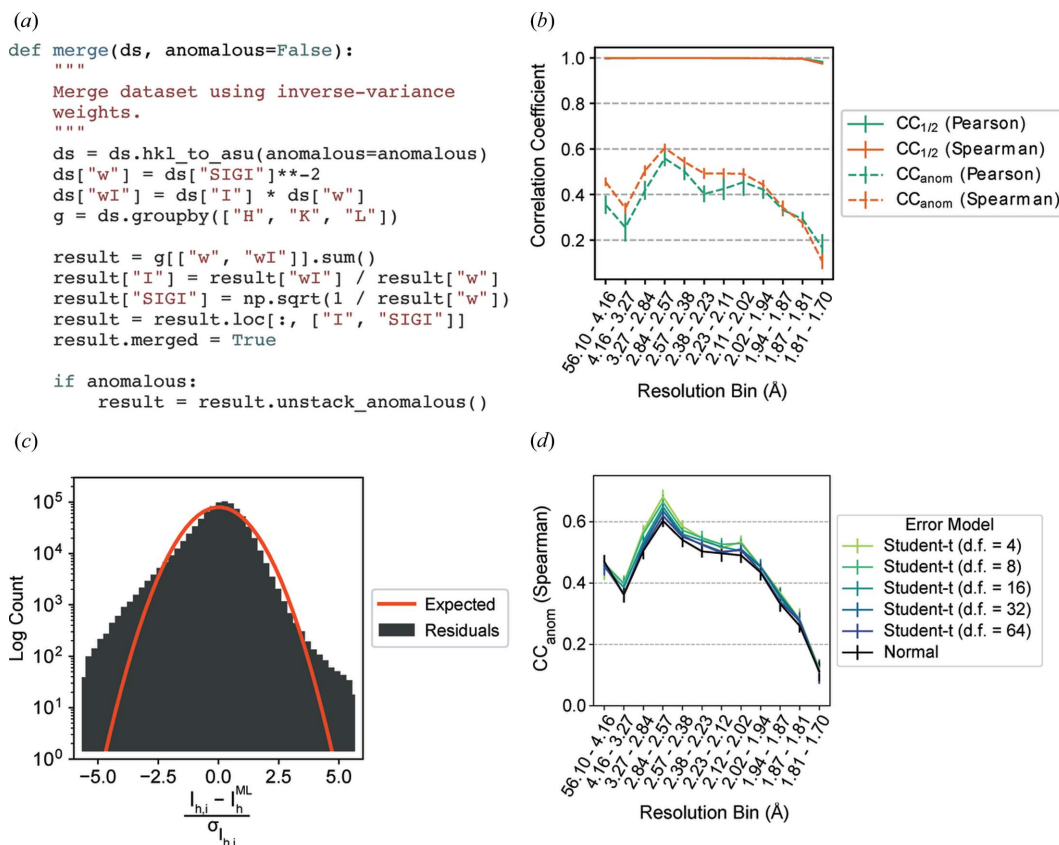 (a)
def merge(ds, anomalous=False):
"""
Merge dataset using inverse-variance
weights.
"""
ds = ds.hkl_to_asu(anomalous=anomalous)
ds["w"] = ds["SIGI"]**-2
ds["wI"] = ds["I"] * ds["w"]
g = ds.groupby(["H", "K", "L"])
result = g[["w", "wI"]].sum()
result["I"] = result["wI"] / result["w"]
result["SIGI"] = np.sqrt(1 / result["w"])
result = result.loc[:, ["I", "SIGI"]]
result.merged = True
if anomalous:
result = result.unstack_anomalous()
(b)
Correlation Coefficient
1.0
0.8
0.6
0.4
0.2
56.10 - 4.16
4.16 - 3.27
3.27 - 2.84
2.84 - 2.57
2.57 - 2.38
2.38 - 2.23
2.23 - 2.11
2.11 - 2.02
2.02 - 1.94
1.94 - 1.87
1.87 - 1.81
1.81 - 1.70
Resolution Bin (Å)
CC1/2 (Pearson)
CC1/2 (Spearman)
CCanom (Pearson)
CCanom (Spearman)
(c)
Log Count
10^5
10^4
10^3
10^2
10^1
10^0
−5.0 −2.5 0.0 2.5 5.0
I_h,i − I_h^ML
σ_I_h,i
Expected
Residuals
(d)
CCanom (Spearman)
0.6
0.4
0.2
0.0
56.10 - 4.16
4.16 - 3.27
3.27 - 2.84
2.84 - 2.57
2.57 - 2.38
2.38 - 2.23
2.23 - 2.12
2.12 - 2.02
2.02 - 1.94
1.94 - 1.87
1.87 - 1.81
1.81 - 1.70
Resolution Bin (Å)
Error Model
Student-t (d.f. = 4)
Student-t (d.f. = 8)
Student-t (d.f. = 16)
Student-t (d.f. = 32)
Student-t (d.f. = 64)
Normal